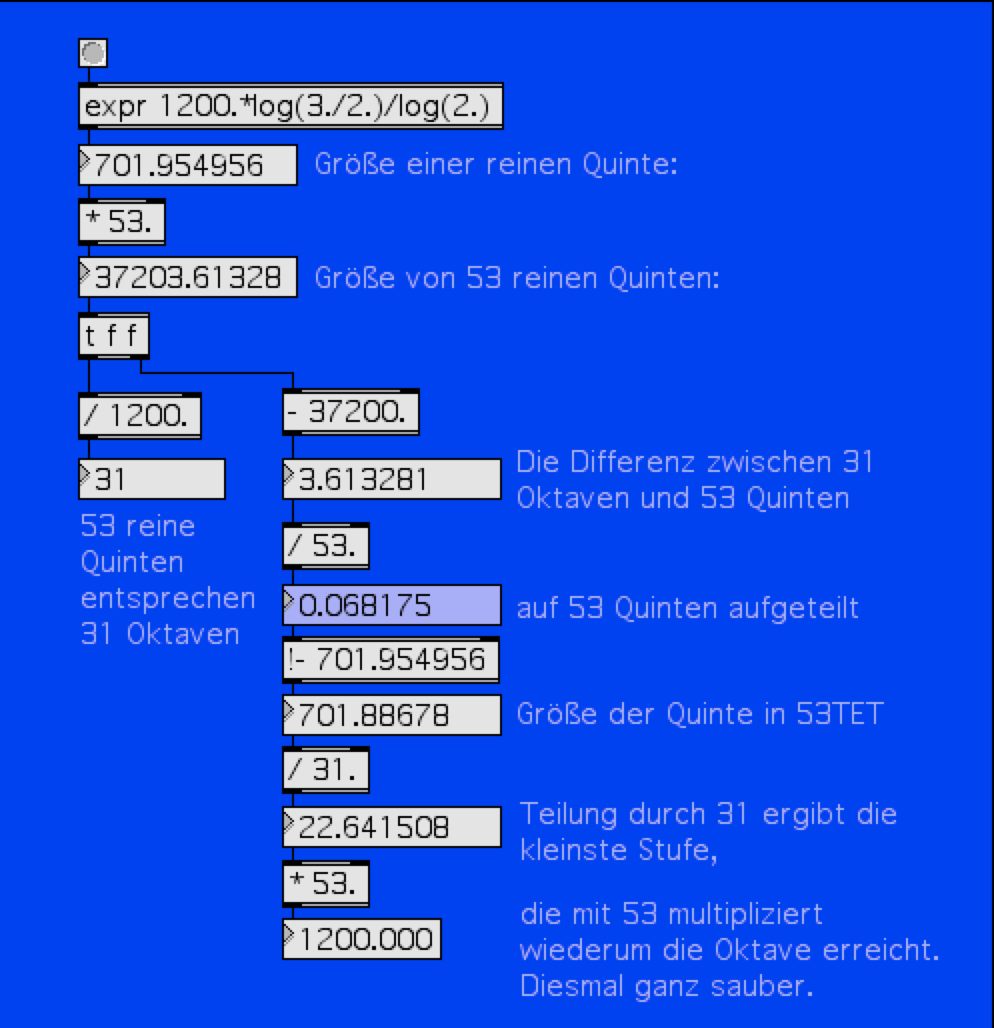 expr 1200.*log(3./2.)/log(2.)
701.954956
Größe einer reinen Quinte:
* 53.
37203.61328
Größe von 53 reinen Quinten:
t f f
/ 1200.
- 37200.
31
3.613281
Die Differenz zwischen 31
Oktaven und 53 Quinten
53 reine
Quinten
entsprechen
31 Oktaven
/ 53.
0.068175
auf 53 Quinten aufgeteilt
!- 701.954956
701.88678
Größe der Quinte in 53TET
/ 31.
22.641508
Teilung durch 31 ergibt die
kleinste Stufe,
* 53.
1200.000
die mit 53 multipliziert
wiederum die Oktave erreicht.
Diesmal ganz sauber.